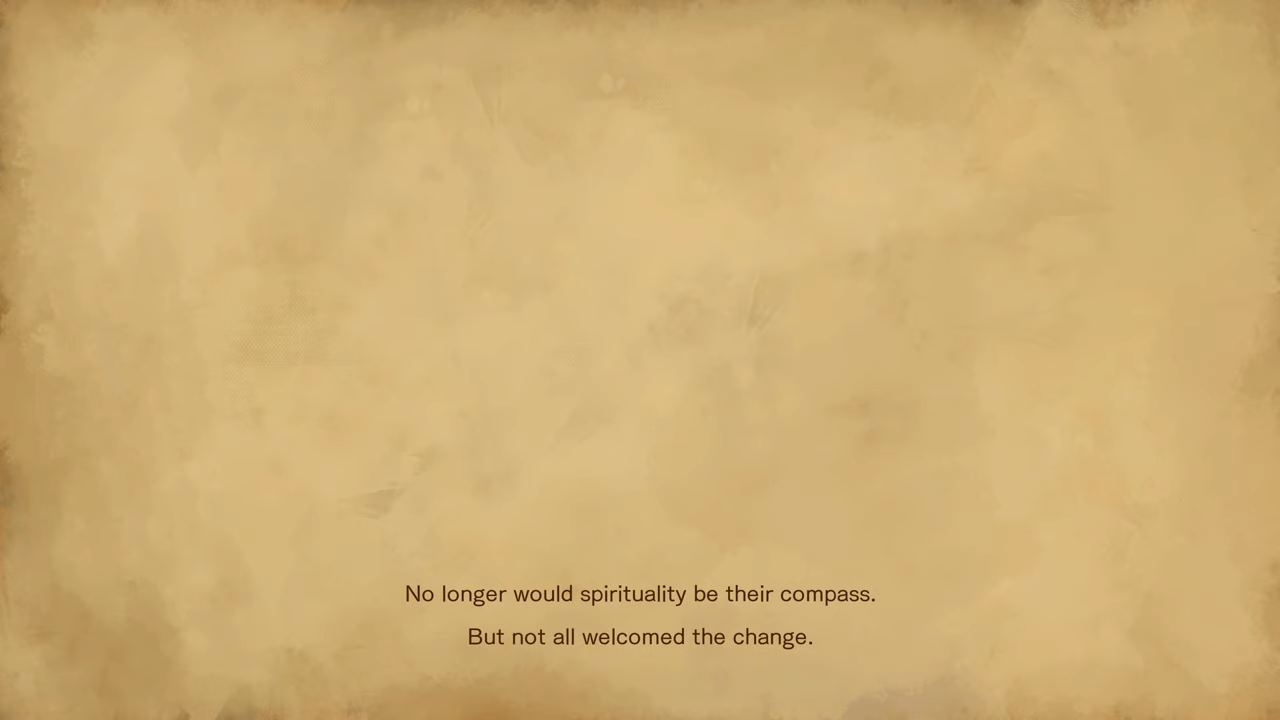 No longer would spirituality be their compass.
But not all welcomed the change.